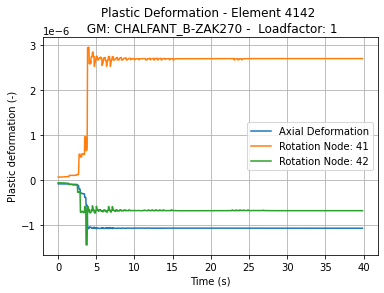 Plastic Deformation - Element 4142
GM: CHALFANT_B-ZAK270 - Loadfactor: 1
1e−6
3
2
1
0
−1
Plastic deformation (-)
Axial Deformation
Rotation Node: 41
Rotation Node: 42
0 5 10 15 20 25 30 35 40
Time (s)